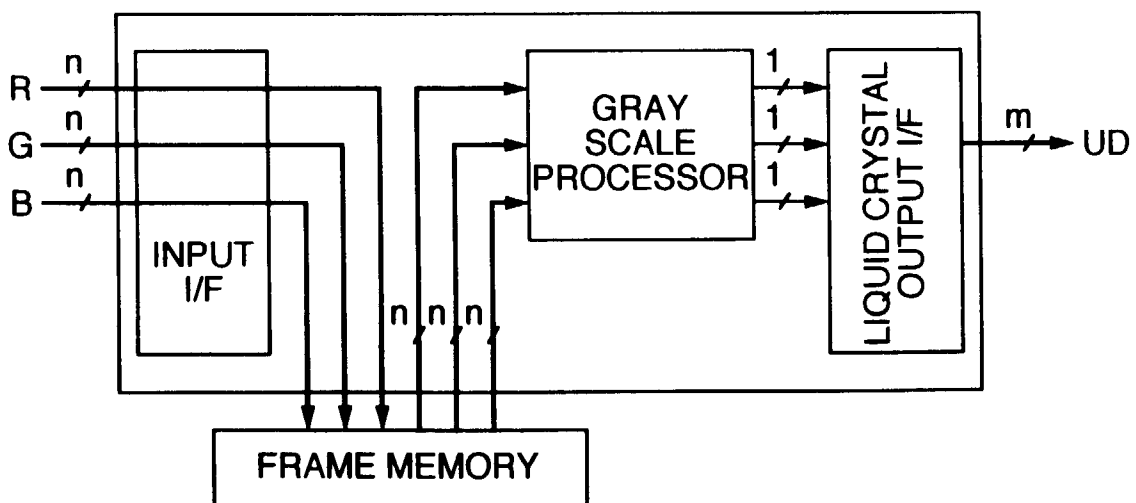 R
n
G
n
B
n
INPUT
I/F
n
n
n
GRAY
SCALE
PROCESSOR
1
1
1
LIQUID CRYSTAL
OUTPUT I/F
m
UD
FRAME MEMORY